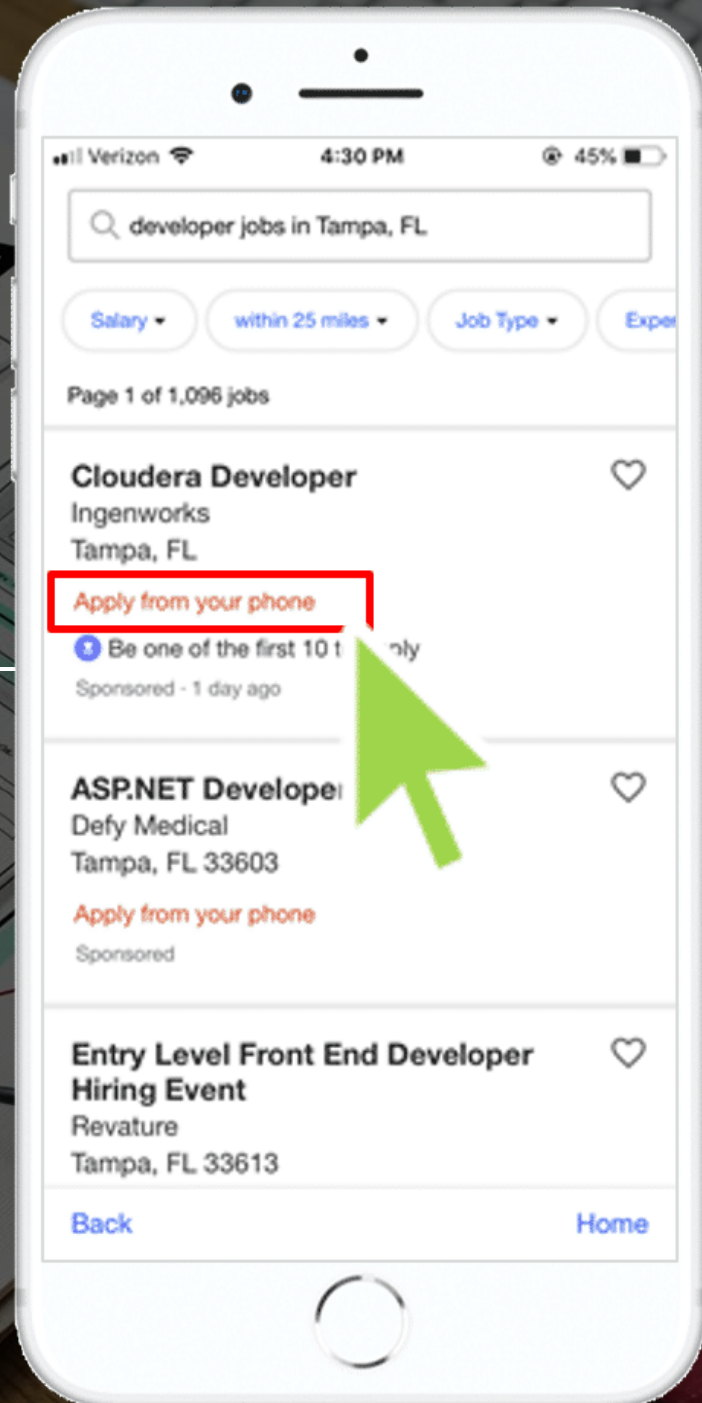 Verizon 4:30 PM 45%
developer jobs in Tampa, FL
Salary within 25 miles Job Type
Page 1 of 1,096 jobs
Cloudera Developer
Ingenworks
Tampa, FL
Apply from your phone
Be one of the first 10
Sponsored - 1 day ago
ASP.NET Developer
Defy Medical
Tampa, FL 33603
Apply from your phone
Sponsored
Entry Level Front End Developer
Hiring Event
Revature
Tampa, FL 33613
Back Home